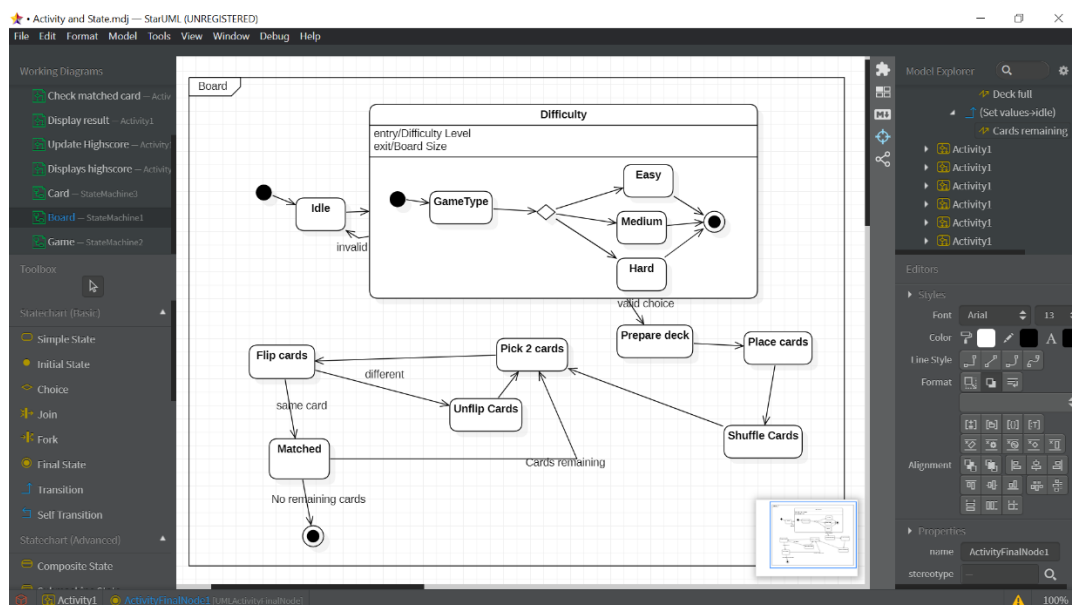 • Activity and State.mdj — StarUML (UNREGISTERED)
File Edit Format Model Tools View Window Debug Help
Working Diagrams
Check matched card — Activ
Display result — Activity1
Update Highscore — Activity
Displays highscore — Activity
Card — StateMachine3
Board — StateMachine1
Game — StateMachine2
Toolbox
Statechart (Basic)
Simple State
Initial State
Choice
Join
Fork
Final State
Transition
Self Transition
Statechart (Advanced)
Composite State
Board
Difficulty
entry/Difficulty Level
exit/Board Size
GameType
Easy
Medium
Hard
Idle
invalid
valid choice
Prepare deck
Place cards
Shuffle Cards
Pick 2 cards
Flip cards
different
Unflip Cards
same card
Matched
Cards remaining
No remaining cards
Model Explorer
Deck full
(Set values→idle)
Cards remaining
Activity1
Activity1
Activity1
Activity1
Activity1
Activity1
Editors
Styles
Font Arial 13
Color A Colo
Line Style
Format
Alignment
Properties
name ActivityFinalNode1
stereotype —
Activity1 ActivityFinalNode1 [UMLActivityFinalNode]
100%